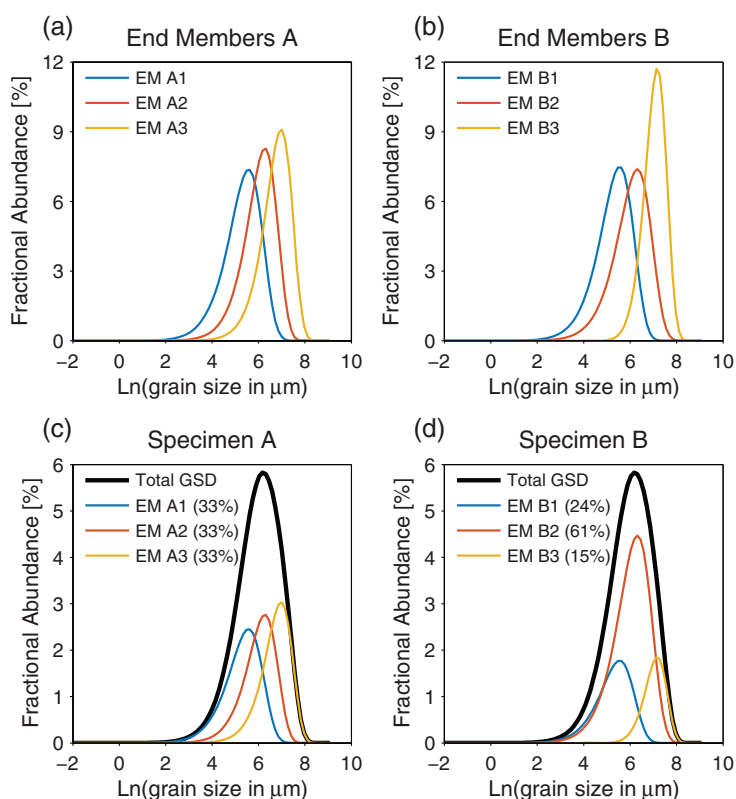 (a)
End Members A
EM A1
EM A2
EM A3
Fractional Abundance [%]
12
9
6
3
0
−2 0 2 4 6 8 10
Ln(grain size in μm)
(b)
End Members B
EM B1
EM B2
EM B3
Fractional Abundance [%]
12
9
6
3
0
−2 0 2 4 6 8 10
Ln(grain size in μm)
(c)
Specimen A
Total GSD
EM A1 (33%)
EM A2 (33%)
EM A3 (33%)
Fractional Abundance [%]
6
5
4
3
2
1
0
−2 0 2 4 6 8 10
Ln(grain size in μm)
(d)
Specimen B
Total GSD
EM B1 (24%)
EM B2 (61%)
EM B3 (15%)
Fractional Abundance [%]
6
5
4
3
2
1
0
−2 0 2 4 6 8 10
Ln(grain size in μm)